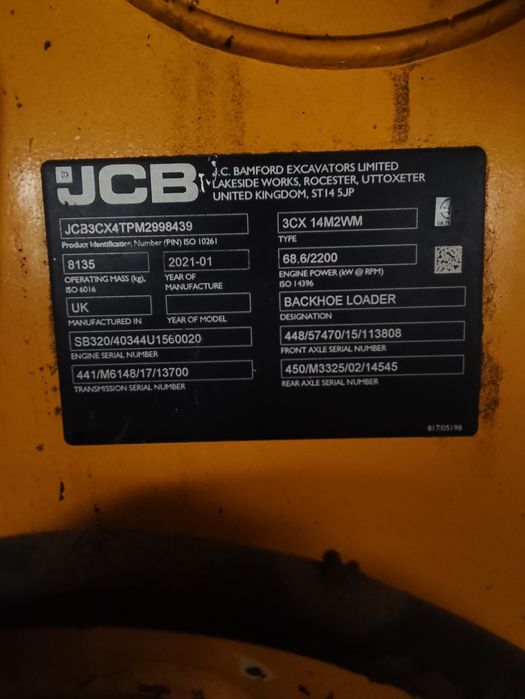 JCB
J.C. BAMFORD EXCAVATORS LIMITED
LAKESIDE WORKS, ROCESTER, UTTOXETER
UNITED KINGDOM, ST14 5JP
JCB3CX4TPM2998439
Product Identification Number (PIN) ISO 10261
3CX 14M2WM
TYPE
8135
OPERATING MASS (kg),
ISO 6016
2021-01
YEAR OF
MANUFACTURE
68.6/2200
ENGINE POWER (kW @ RPM)
ISO 14396
UK
MANUFACTURED IN
YEAR OF MODEL
BACKHOE LOADER
DESIGNATION
SB320/40344U1560020
ENGINE SERIAL NUMBER
448/57470/15/113808
FRONT AXLE SERIAL NUMBER
441/M6148/17/13700
TRANSMISSION SERIAL NUMBER
450/M3325/02/14545
REAR AXLE SERIAL NUMBER
817/05198